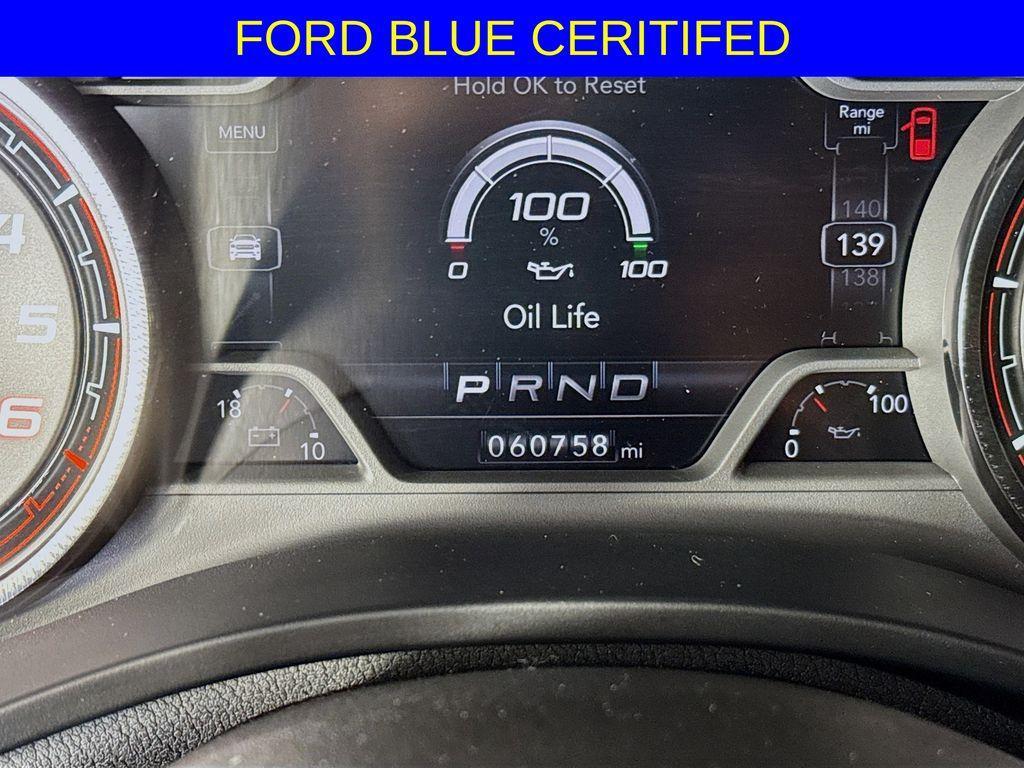 FORD BLUE CERITIFED
Hold OK to Reset
MENU
Range
mi
140
139
138
100
%
0
100
Oil Life
4
5
6
PRND
18
10
060758 mi
0
100